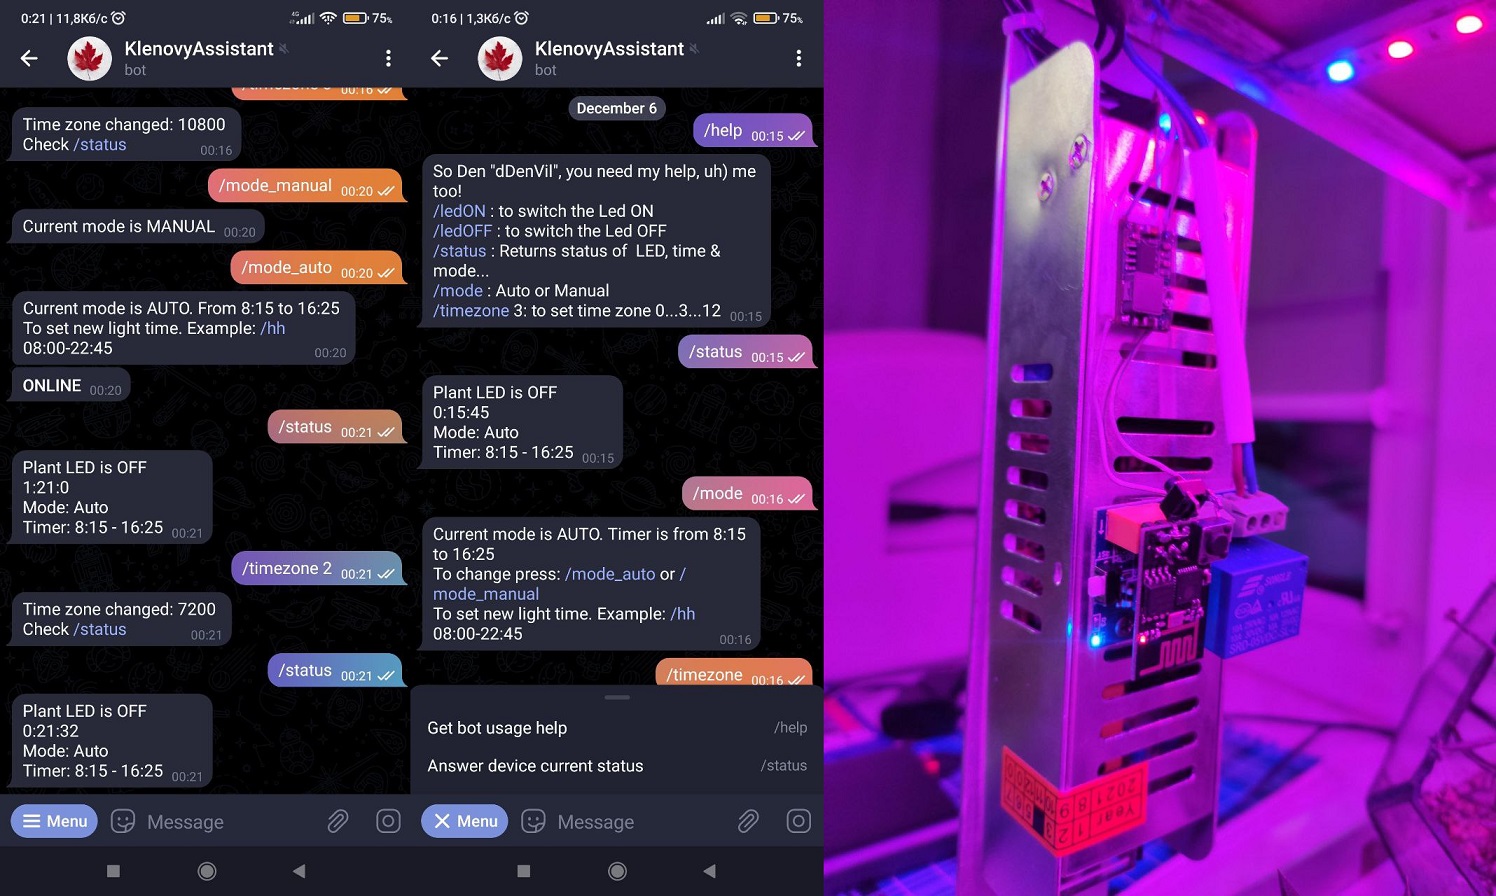 0:21 | 11,8Кб/с
4G
75%
KlenovyAssistant
bot
00:16
Time zone changed: 10800
Check /status 00:16
/mode_manual 00:20
Current mode is MANUAL 00:20
/mode_auto 00:20
Current mode is AUTO. From 8:15 to 16:25
To set new light time. Example: /hh
08:00-22:45 00:20
ONLINE 00:20
/status 00:21
Plant LED is OFF
1:21:0
Mode: Auto
Timer: 8:15 - 16:25 00:21
/timezone 2 00:21
Time zone changed: 7200
Check /status 00:21
/status 00:21
Plant LED is OFF
0:21:32
Mode: Auto
Timer: 8:15 - 16:25 00:21
Menu
Message
0:16 | 1,3Кб/с
75%
KlenovyAssistant
bot
December 6
/help 00:15
So Den "dDenVil", you need my help, uh) me
too!
/ledON : to switch the Led ON
/ledOFF : to switch the Led OFF
/status : Returns status of LED, time &
mode...
/mode : Auto or Manual
/timezone 3: to set time zone 0...3...12 00:15
/status 00:15
Plant LED is OFF
0:15:45
Mode: Auto
Timer: 8:15 - 16:25 00:15
/mode 00:16
Current mode is AUTO. Timer is from 8:15
to 16:25
To change press: /mode_auto or /
mode_manual
To set new light time. Example: /hh
08:00-22:45 00:16
/timezone 00:16
Get bot usage help /help
Answer device current status /status
Menu
Message
SONGLE
Year
2021